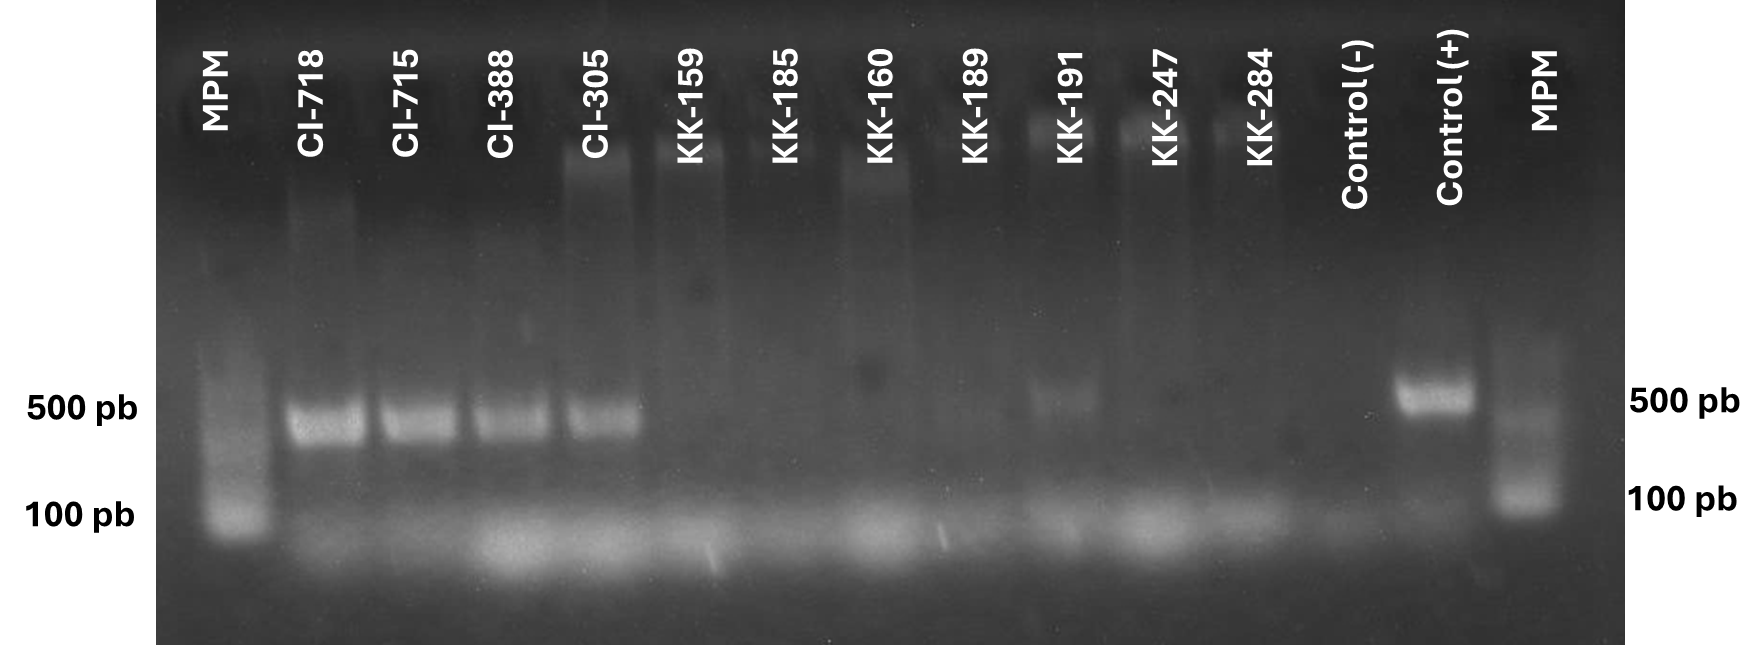 MPM
CI-718
CI-715
CI-388
CI-305
KK-159
KK-185
KK-160
KK-189
KK-191
KK-247
KK-284
Control (-)
Control (+)
MPM
500 pb
100 pb
500 pb
100 pb